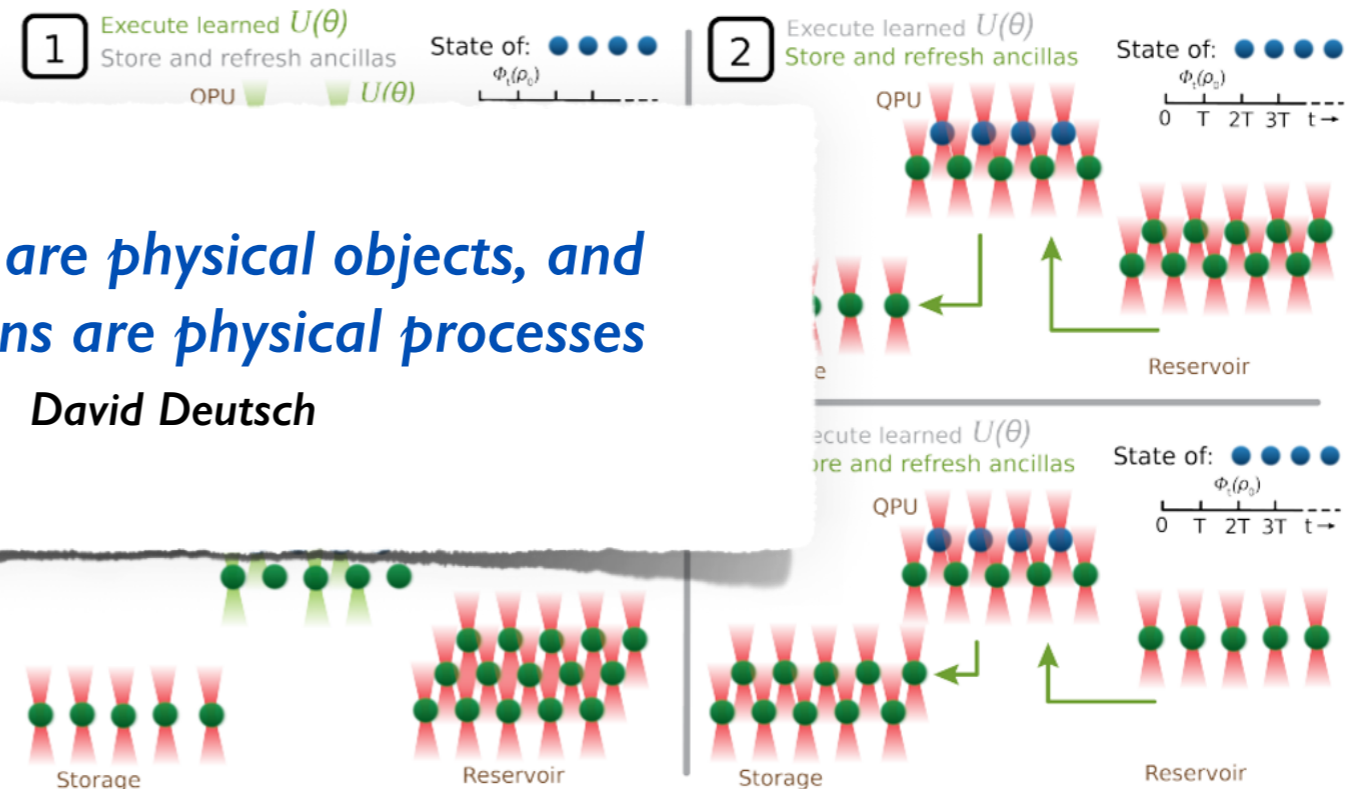 1
Execute learned U(θ)
Store and refresh ancillas
State of:
Φt(ρ0)
QPU
U(θ)
2
Execute learned U(θ)
Store and refresh ancillas
State of:
Φt(ρ0)
QPU
0 T 2T 3T t→
Reservoir
are physical objects, and
ns are physical processes
David Deutsch
e
ecute learned U(θ)
ore and refresh ancillas
State of:
Φt(ρ0)
QPU
0 T 2T 3T t→
Storage
Reservoir
Storage
Reservoir